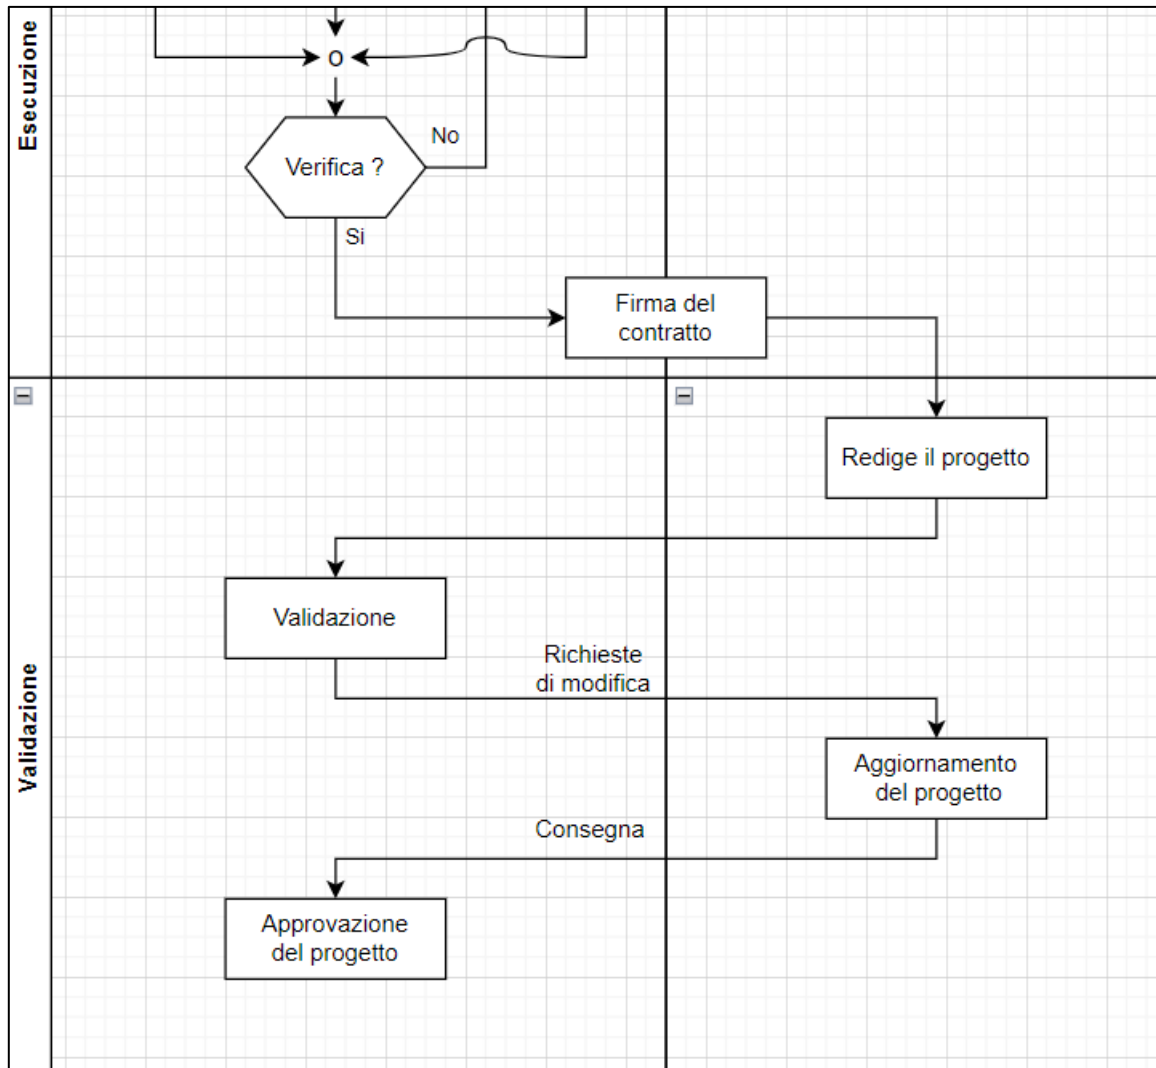 Esecuzione
O
No
Verifica ?
Si
Firma del
contratto
Redige il progetto
Validazione
Validazione
Richieste
di modifica
Aggiornamento
del progetto
Consegna
Approvazione
del progetto